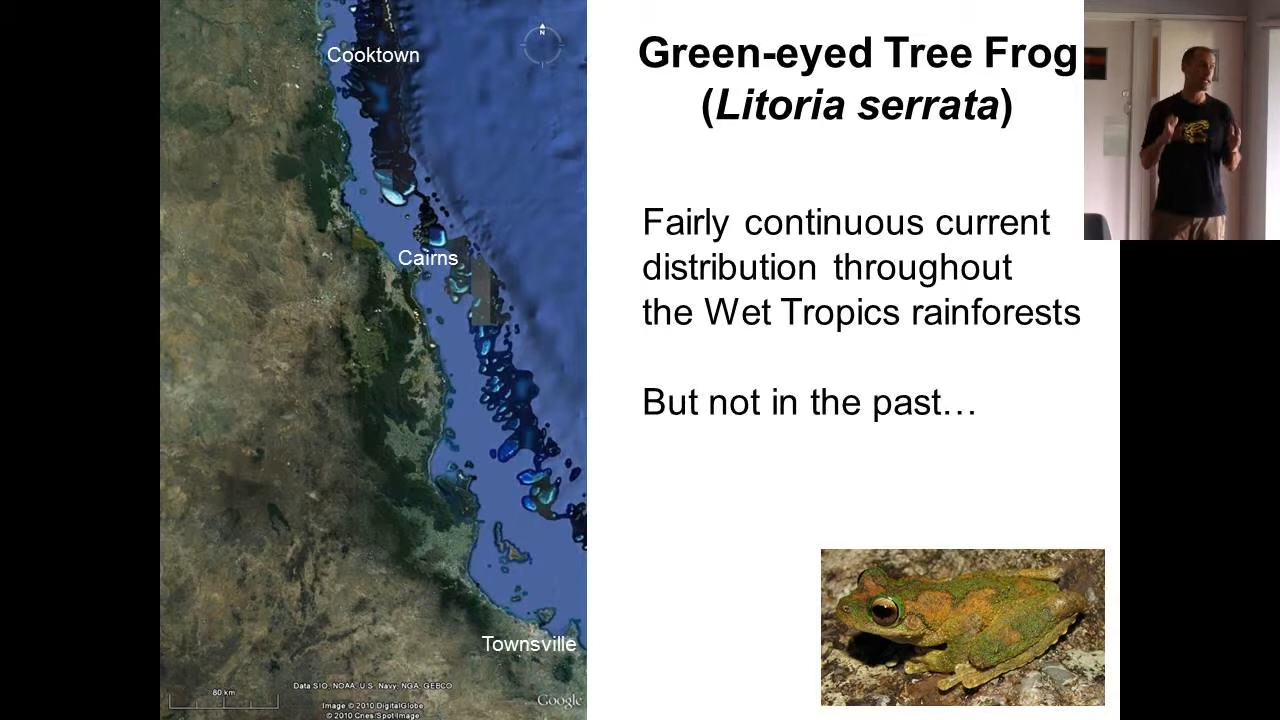 Cooktown
N
Cairns
Townsville
80 km
Data SIO, NOAA, U.S. Navy, NGA, GEBCO
Image © 2010 DigitalGlobe
© 2010 Cnes/Spot Image
Google
Green-eyed Tree Frog
(Litoria serrata)
Fairly continuous current
distribution throughout
the Wet Tropics rainforests
But not in the past…